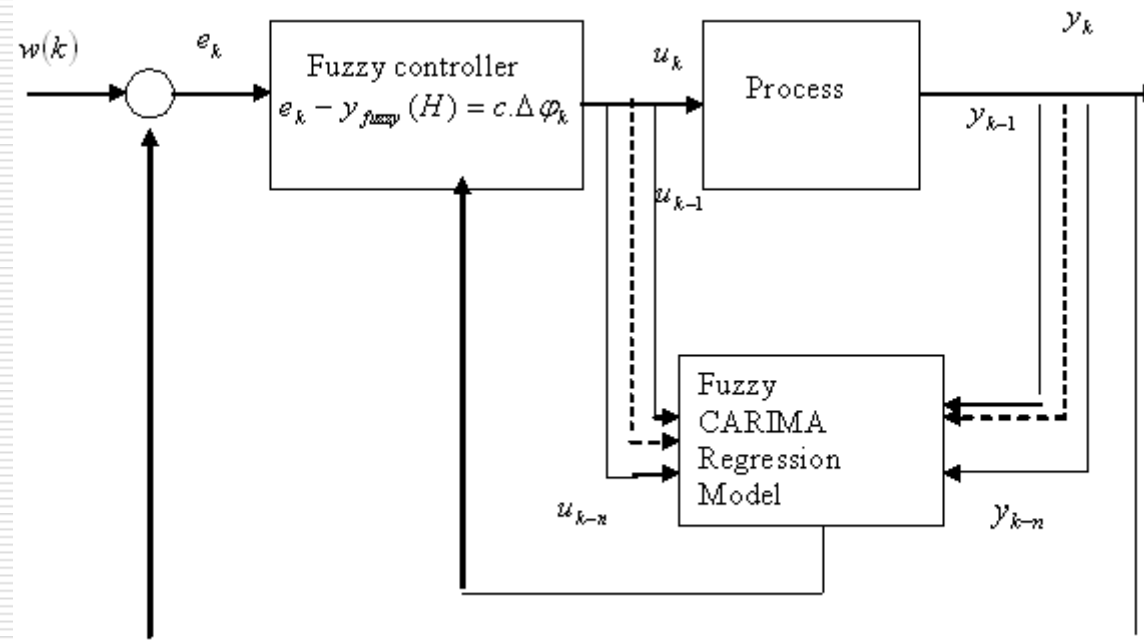 w(k)
e_k
Fuzzy controller
e_k − y_fuzzy (H) = c.Δφ_k
u_k
Process
y_k
y_{k−1}
u_{k−1}
Fuzzy
CARIMA
Regression
Model
u_{k−n}
y_{k−n}